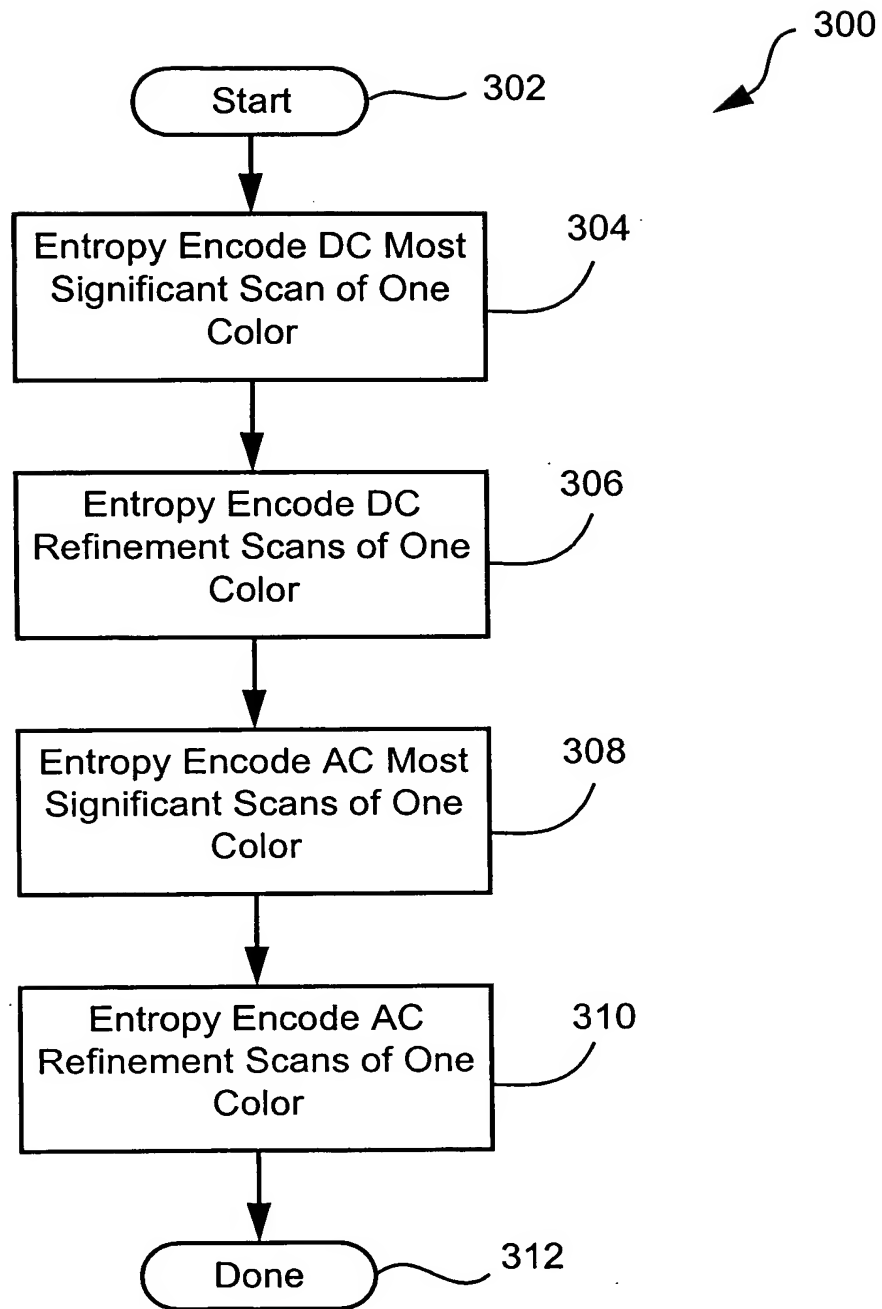 300
Start
302
Entropy Encode DC Most
Significant Scan of One
Color
304
Entropy Encode DC
Refinement Scans of One
Color
306
Entropy Encode AC Most
Significant Scans of One
Color
308
Entropy Encode AC
Refinement Scans of One
Color
310
Done
312